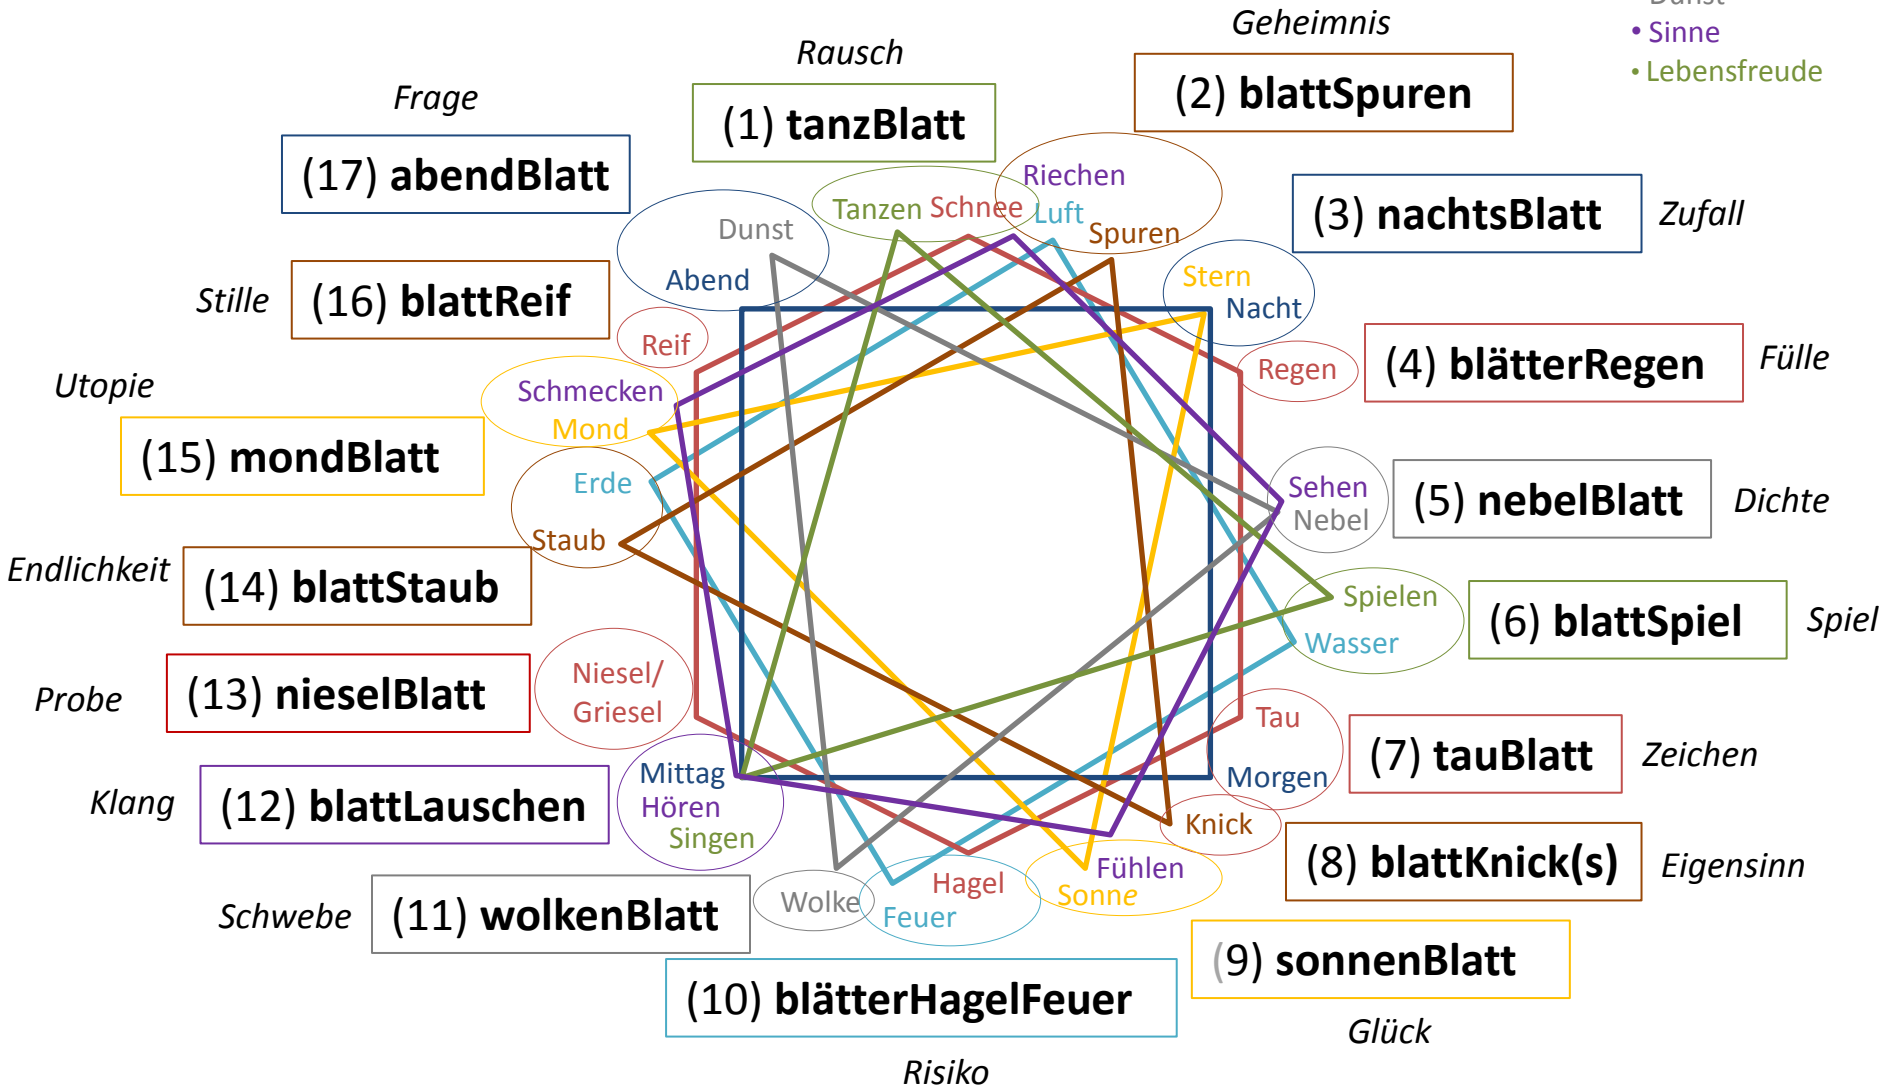 Dunst
• Sinne
• Lebensfreude
Geheimnis
Rausch
Frage
(1) tanzBlatt
(2) blattSpuren
(17) abendBlatt
(3) nachtsBlatt
Zufall
Riechen
Tanzen
Schnee
Luft
Spuren
Dunst
Abend
Stern
Nacht
Stille
(16) blattReif
Reif
Regen
(4) blätterRegen
Fülle
Utopie
Schmecken
Mond
(15) mondBlatt
Erde
Staub
Sehen
Nebel
(5) nebelBlatt
Dichte
Endlichkeit
(14) blattStaub
Spielen
Wasser
(6) blattSpiel
Spiel
Probe
(13) nieselBlatt
Niesel/
Griesel
Tau
Morgen
(7) tauBlatt
Zeichen
Klang
(12) blattLauschen
Mittag
Hören
Singen
Knick
(8) blattKnick(s)
Eigensinn
Schwebe
(11) wolkenBlatt
Wolke
Hagel
Feuer
Fühlen
Sonne
(9) sonnenBlatt
Glück
(10) blätterHagelFeuer
Risiko